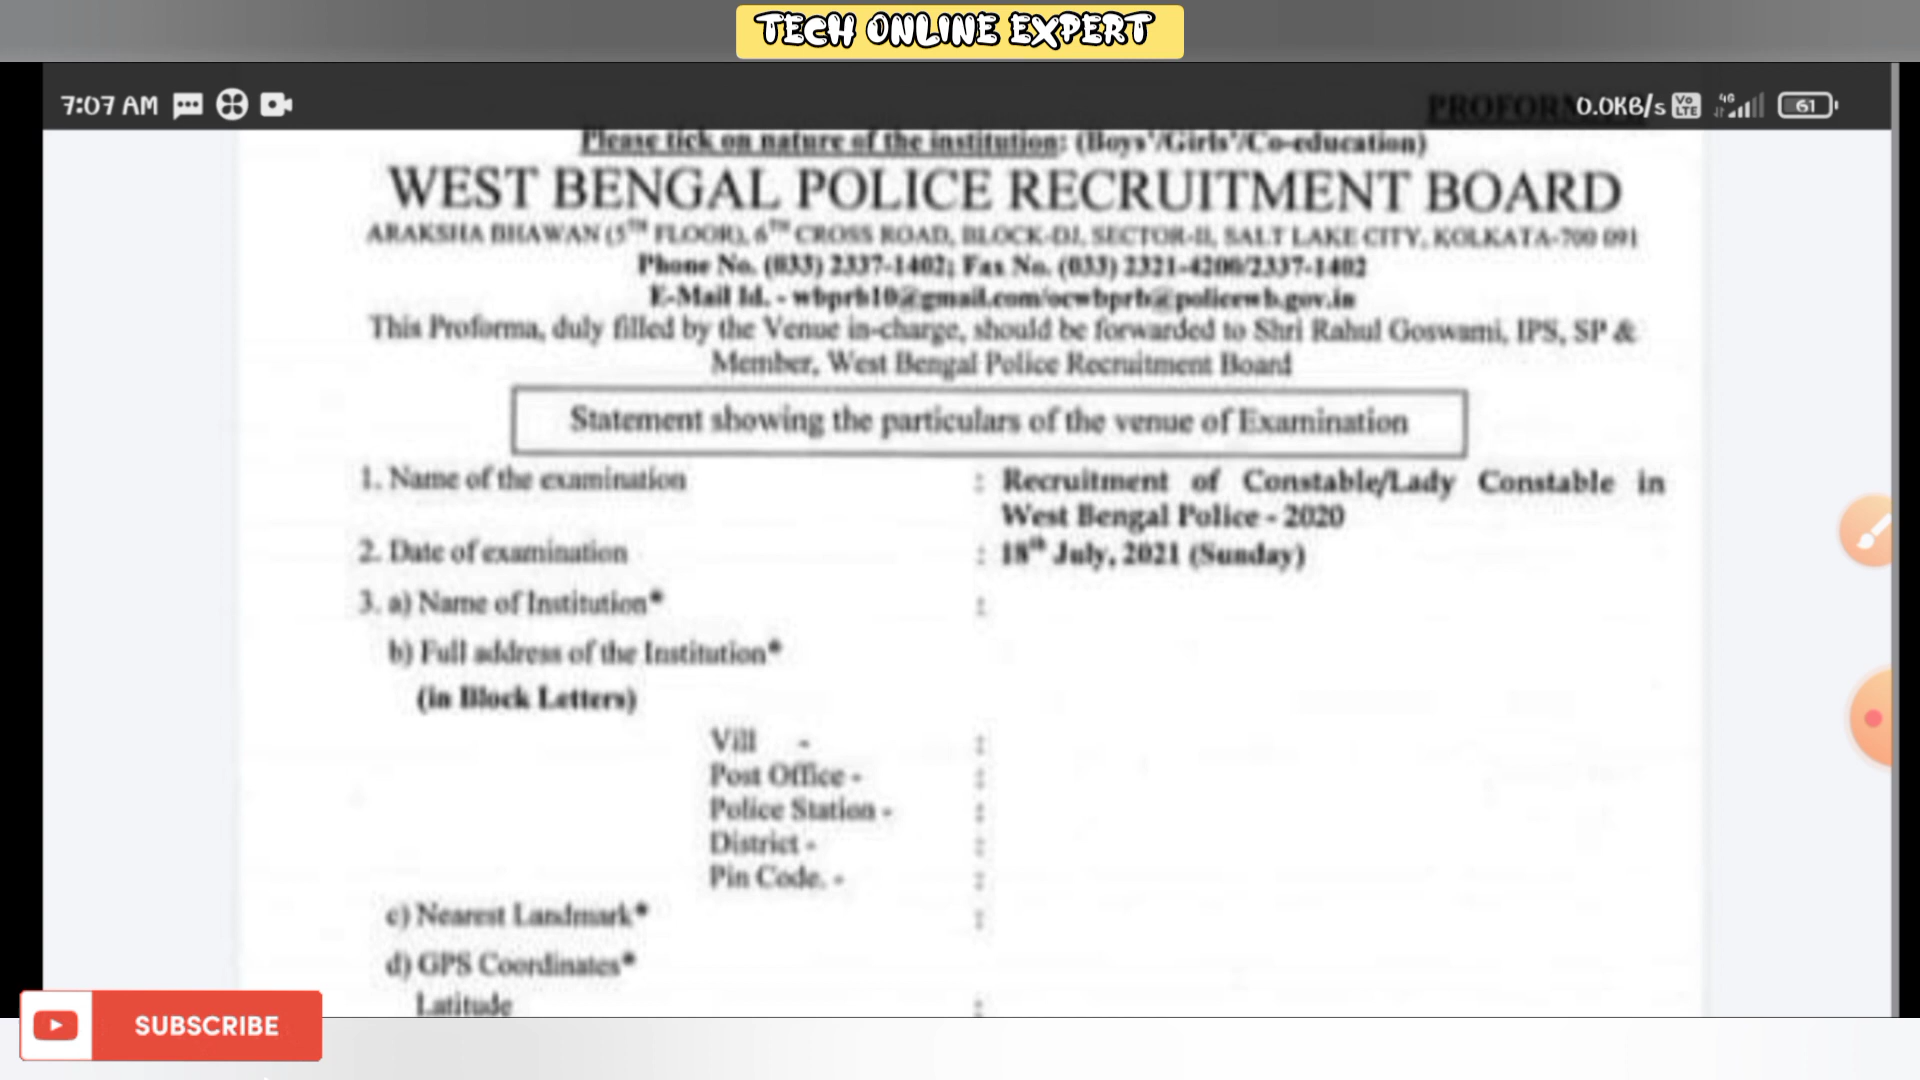 TECH ONLINE EXPERT
7:07 AM
0.0KB/s Vo LTE 4G 61
Please tick on nature of the institution: (Boys'/Girls'/Co-education)
WEST BENGAL POLICE RECRUITMENT BOARD
ARAKSHA BHAWAN (5TH FLOOR), 6TH CROSS ROAD, BLOCK-DJ, SECTOR-II, SALT LAKE CITY, KOLKATA-700 091
Phone No. (033) 2337-1402; Fax No. (033) 2321-4200/2337-1402
E-Mail Id. - wbprb10@gmail.com/ocwbprb@policewb.gov.in
This Proforma, duly filled by the Venue in-charge, should be forwarded to Shri Rahul Goswami, IPS, SP &
Member, West Bengal Police Recruitment Board
Statement showing the particulars of the venue of Examination
1. Name of the examination : Recruitment of Constable/Lady Constable in
West Bengal Police - 2020
2. Date of examination : 18th July, 2021 (Sunday)
3. a) Name of Institution* :
b) Full address of the Institution*
(in Block Letters)
Vill - :
Post Office - :
Police Station - :
District - :
Pin Code. - :
c) Nearest Landmark* :
d) GPS Coordinates*
Latitude :
SUBSCRIBE